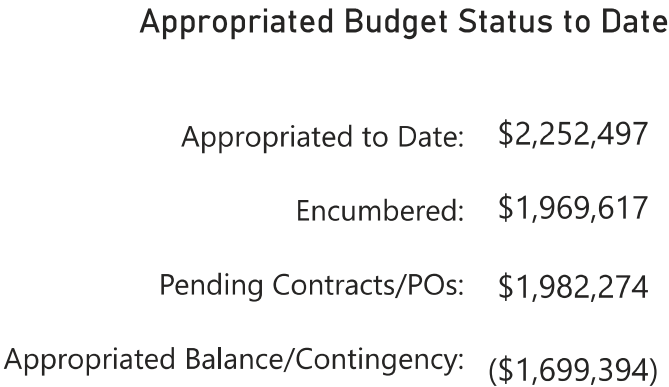 Appropriated Budget Status to Date
Appropriated to Date: $2,252,497
Encumbered: $1,969,617
Pending Contracts/POs: $1,982,274
Appropriated Balance/Contingency: ($1,699,394)